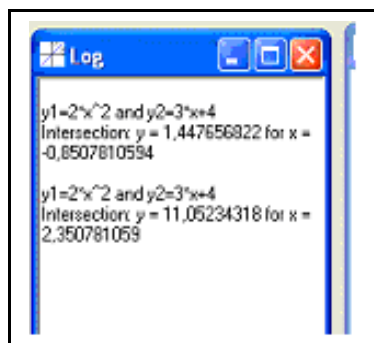 Log
y1=2*x^2 and y2=3*x+4
Intersection: y = 1,447656822 for x =
-0,8507810594
y1=2*x^2 and y2=3*x+4
Intersection: y = 11,05234318 for x =
2,350781059